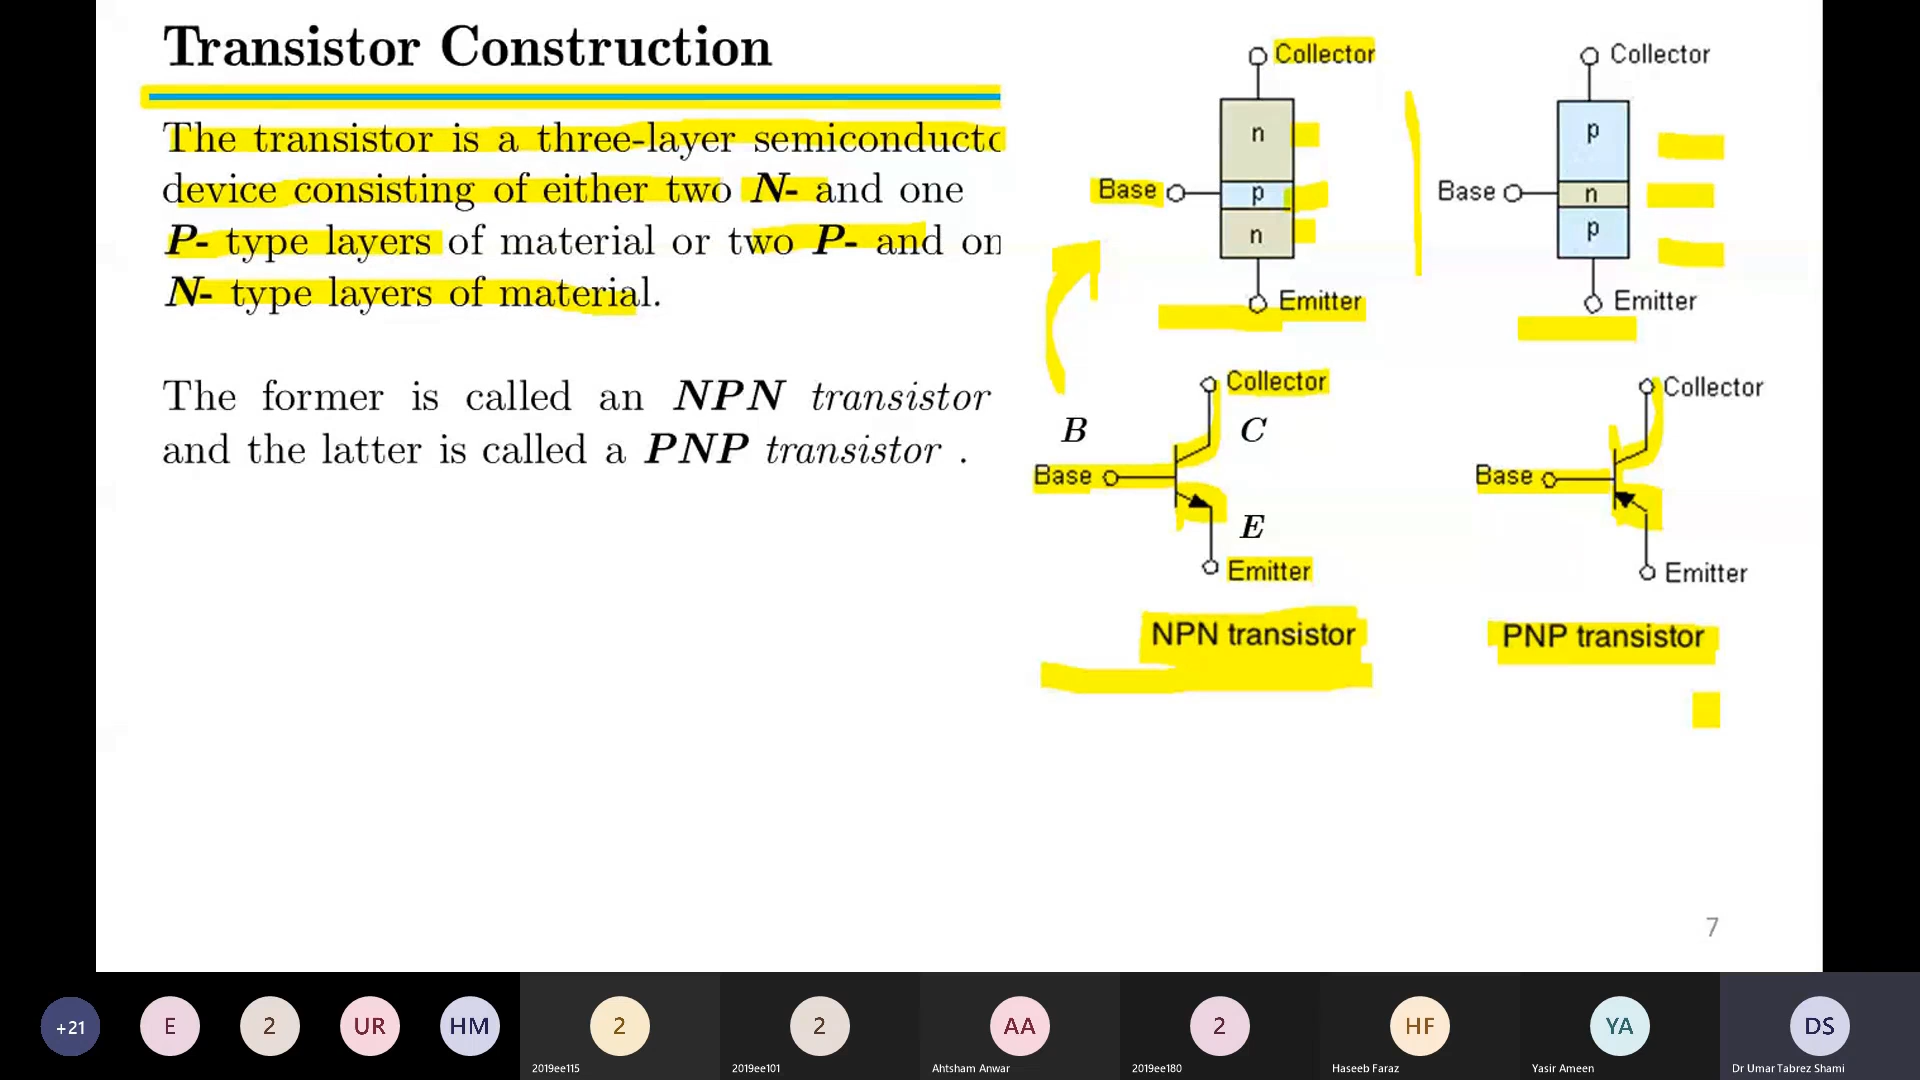 Transistor Construction
The transistor is a three-layer semiconducto
device consisting of either two N- and one
P- type layers of material or two P- and on
N- type layers of material.
The former is called an NPN transistor
and the latter is called a PNP transistor .
Collector
n
Base
p
n
Emitter
Collector
p
Base
n
p
Emitter
Collector
B
C
Base
E
Emitter
NPN transistor
Collector
Base
Emitter
PNP transistor
7
+21
E
2
UR
HM
2
2019ee115
2
2019ee101
AA
Ahtsham Anwar
2
2019ee180
HF
Haseeb Faraz
YA
Yasir Ameen
DS
Dr Umar Tabrez Shami